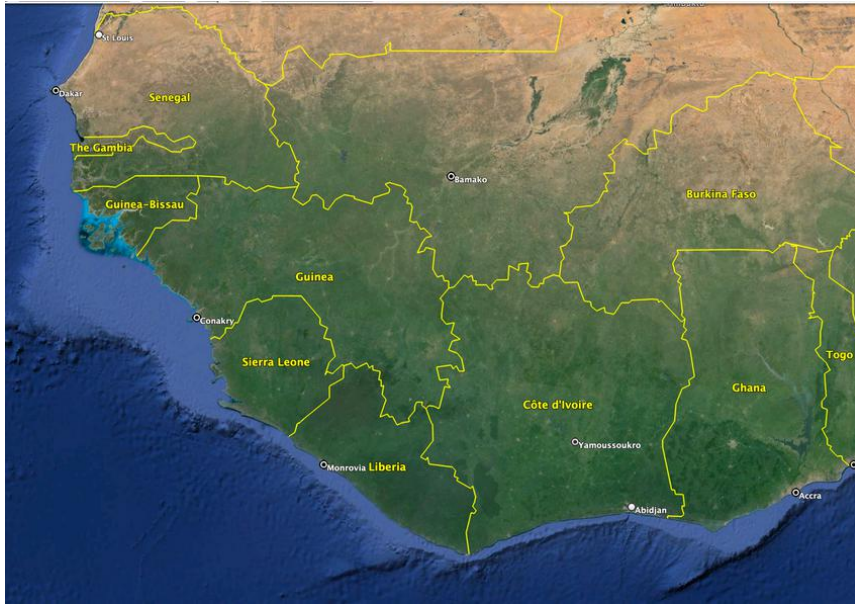 St Louis
Dakar
Senegal
The Gambia
Bamako
Burkina Faso
Guinea-Bissau
Guinea
Conakry
Togo
Sierra Leone
Ghana
Côte d'Ivoire
Yamoussoukro
Monrovia
Liberia
Accra
Abidjan